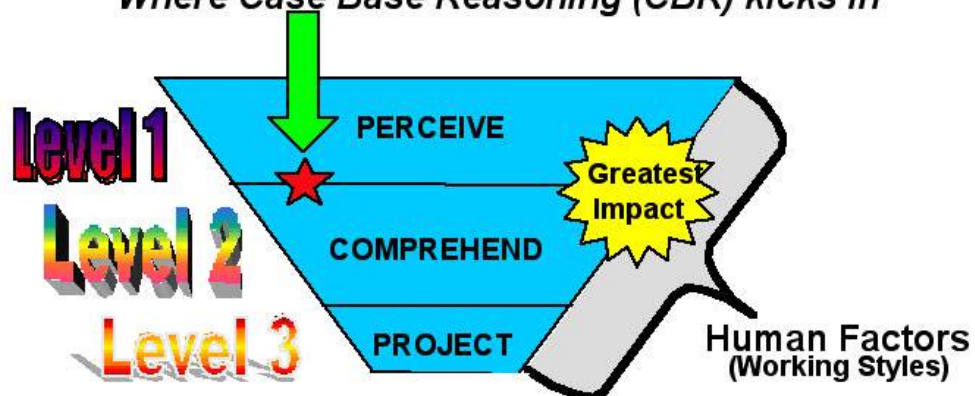 Where Case Base Reasoning (CBR) kicks in
Level 1
PERCEIVE
Greatest
Impact
Level 2
COMPREHEND
Level 3
PROJECT
Human Factors
(Working Styles)